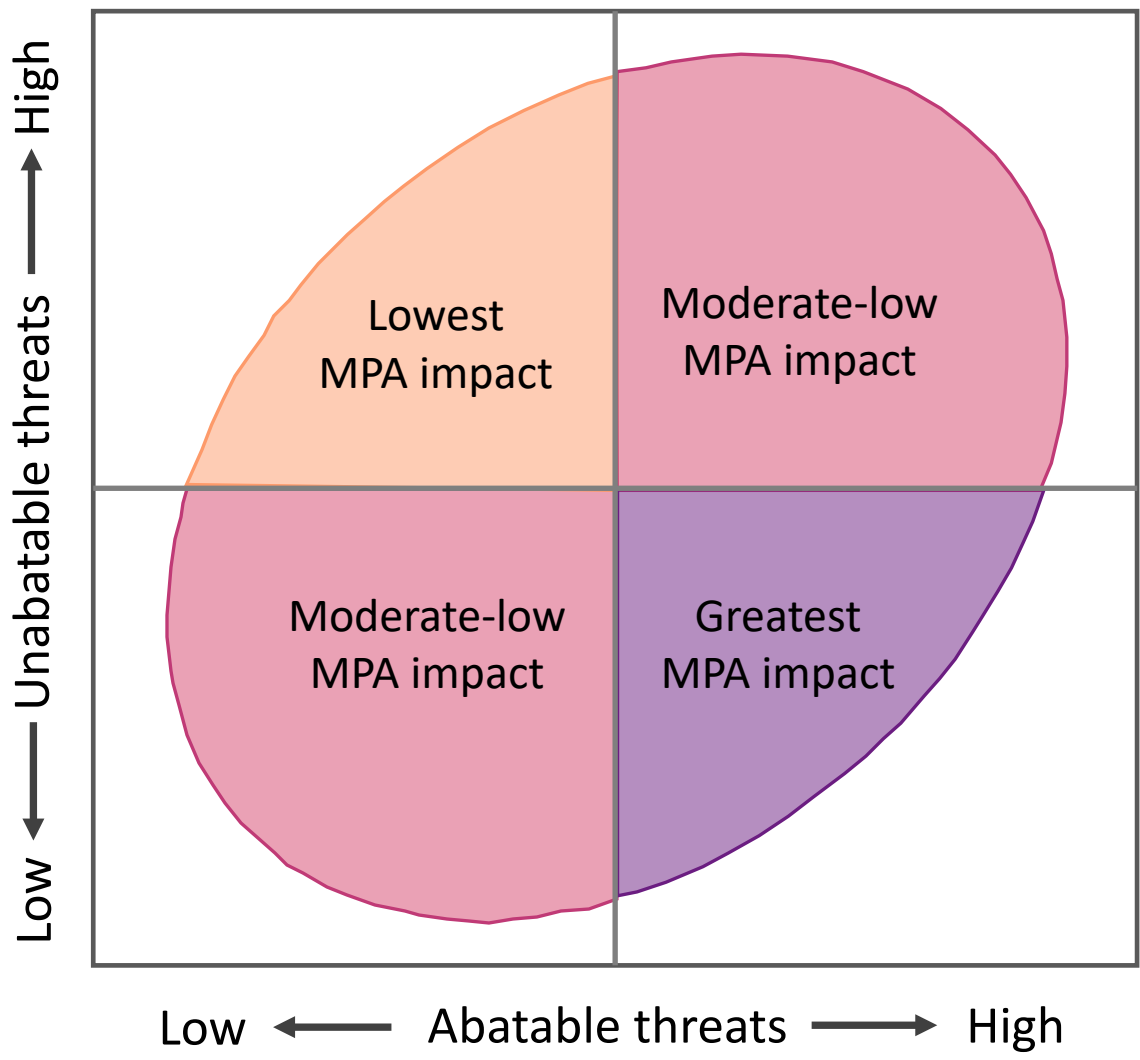 High
Unabatable threats
Low
Lowest
MPA impact
Moderate-low
MPA impact
Moderate-low
MPA impact
Greatest
MPA impact
Low
Abatable threats
High